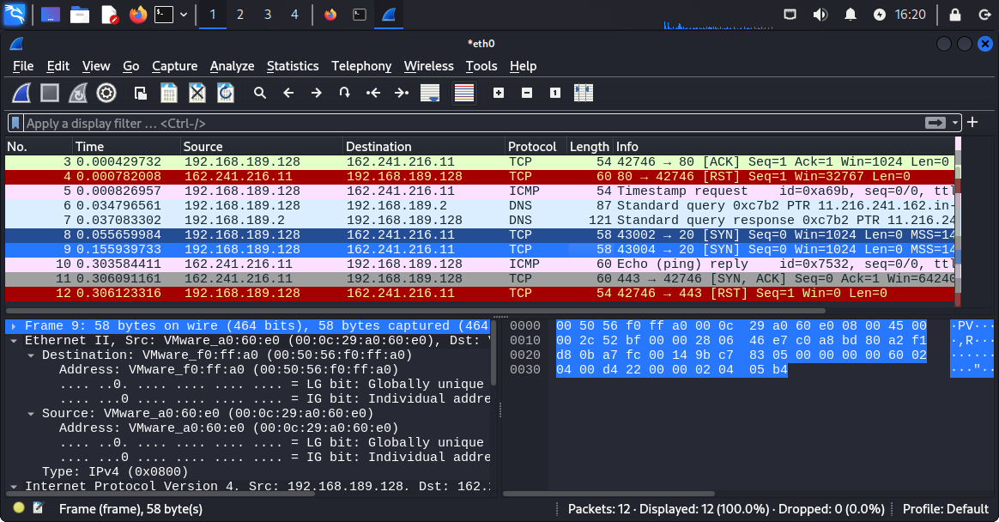 1 2 3 4 16:20
*eth0
File Edit View Go Capture Analyze Statistics Telephony Wireless Tools Help
Apply a display filter … <Ctrl-/>
No. Time Source Destination Protocol Length Info
3 0.000429732 192.168.189.128 162.241.216.11 TCP 54 42746 → 80 [ACK] Seq=1 Ack=1 Win=1024 Len=0
4 0.000782008 162.241.216.11 192.168.189.128 TCP 60 80 → 42746 [RST] Seq=1 Win=32767 Len=0
5 0.000826957 192.168.189.128 162.241.216.11 ICMP 54 Timestamp request id=0xa69b, seq=0/0, ttl
6 0.034796561 192.168.189.128 192.168.189.2 DNS 87 Standard query 0xc7b2 PTR 11.216.241.162.in-
7 0.037083302 192.168.189.2 192.168.189.128 DNS 121 Standard query response 0xc7b2 PTR 11.216.24
8 0.055659984 192.168.189.128 162.241.216.11 TCP 58 43002 → 20 [SYN] Seq=0 Win=1024 Len=0 MSS=14
9 0.155939733 192.168.189.128 162.241.216.11 TCP 58 43004 → 20 [SYN] Seq=0 Win=1024 Len=0 MSS=14
10 0.303584411 162.241.216.11 192.168.189.128 ICMP 60 Echo (ping) reply id=0x7532, seq=0/0, ttl
11 0.306091161 162.241.216.11 192.168.189.128 TCP 60 443 → 42746 [SYN, ACK] Seq=0 Ack=1 Win=64240
12 0.306123316 192.168.189.128 162.241.216.11 TCP 54 42746 → 443 [RST] Seq=1 Win=0 Len=0
Frame 9: 58 bytes on wire (464 bits), 58 bytes captured (464
Ethernet II, Src: VMware_a0:60:e0 (00:0c:29:a0:60:e0), Dst: V
Destination: VMware_f0:ff:a0 (00:50:56:f0:ff:a0)
Address: VMware_f0:ff:a0 (00:50:56:f0:ff:a0)
.... ..0. .... .... .... .... = LG bit: Globally unique
.... ...0 .... .... .... .... = IG bit: Individual addre
Source: VMware_a0:60:e0 (00:0c:29:a0:60:e0)
Address: VMware_a0:60:e0 (00:0c:29:a0:60:e0)
.... ..0. .... .... .... .... = LG bit: Globally unique
.... ...0 .... .... .... .... = IG bit: Individual addre
Type: IPv4 (0x0800)
Internet Protocol Version 4, Src: 192.168.189.128, Dst: 162.
0000 00 50 56 f0 ff a0 00 0c 29 a0 60 e0 08 00 45 00 ·PV···
0010 00 2c 52 bf 00 00 28 06 46 e7 c0 a8 bd 80 a2 f1 ·,R···
0020 d8 0b a7 fc 00 14 9b c7 83 05 00 00 00 00 60 02 ······
0030 04 00 d4 22 00 00 02 04 05 b4 ···"··
Frame (frame), 58 byte(s) Packets: 12 · Displayed: 12 (100.0%) · Dropped: 0 (0.0%) Profile: Default